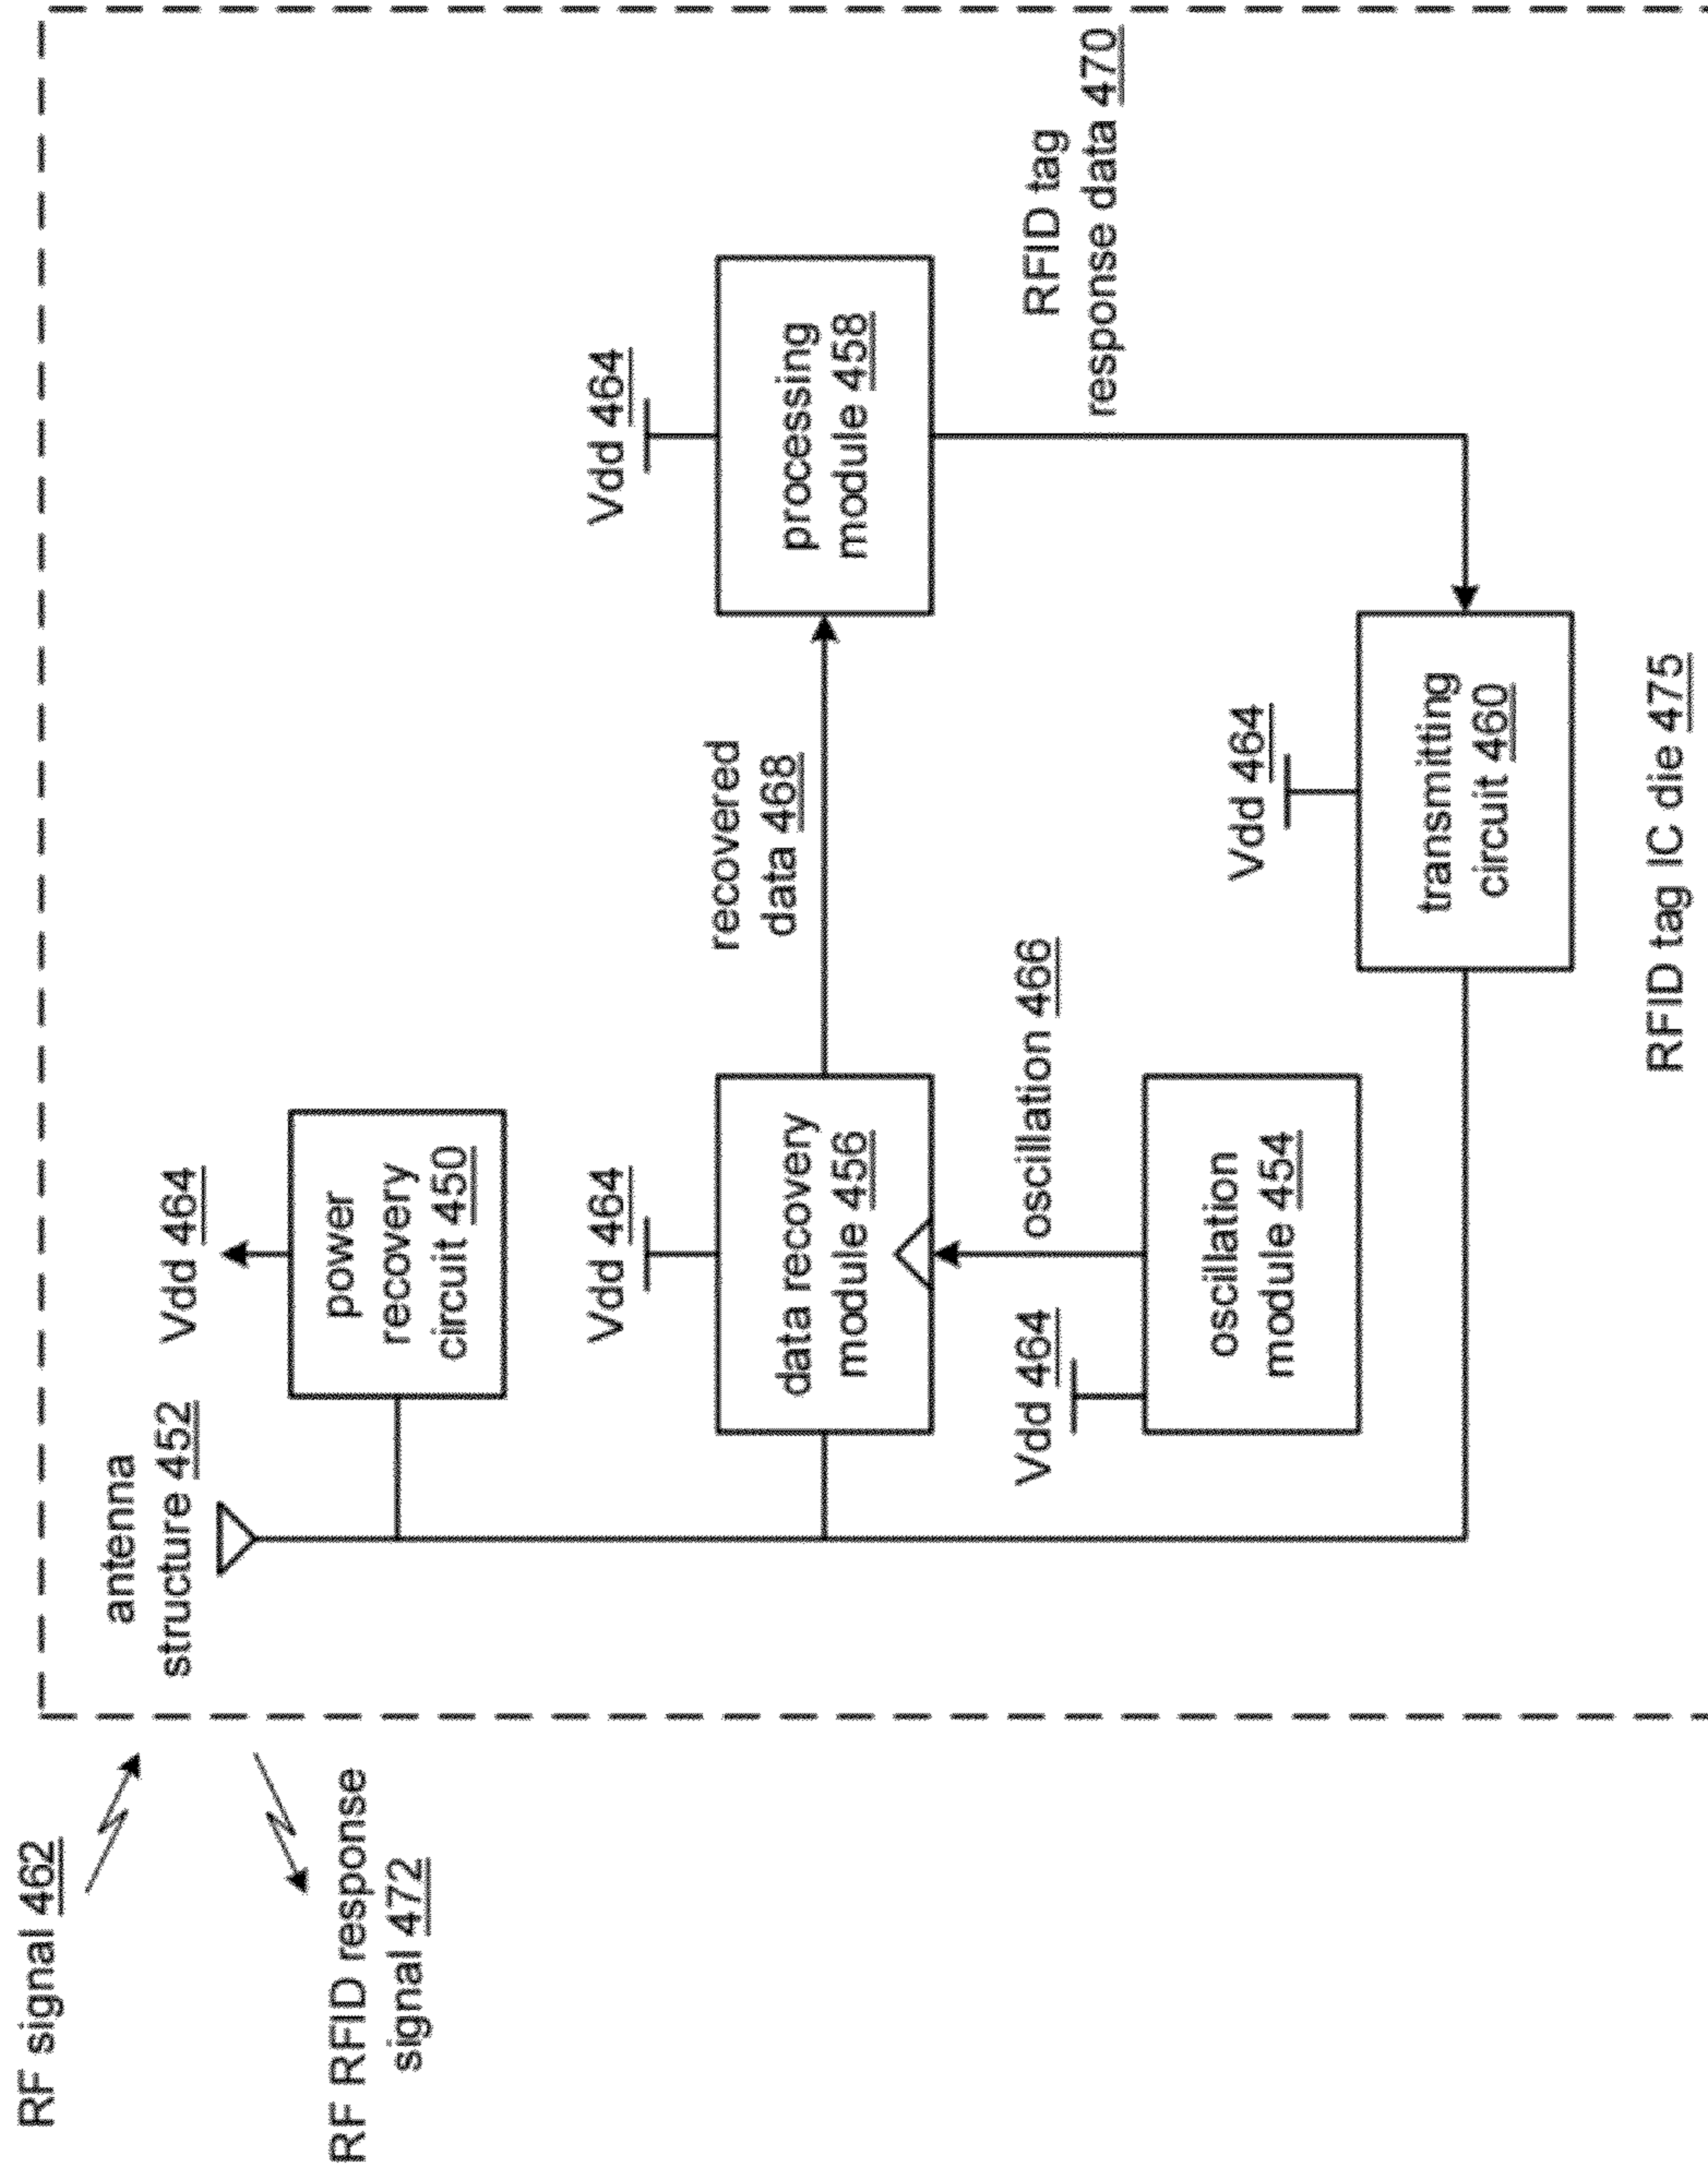 RF signal 462
RF RFID response
signal 472
antenna
structure 452
Vdd 464
power
recovery
circuit 450
Vdd 464
data recovery
module 456
recovered
data 468
Vdd 464
processing
module 458
oscillation 466
Vdd 464
oscillation
module 454
RFID tag
response data 470
Vdd 464
transmitting
circuit 460
RFID tag IC die 475